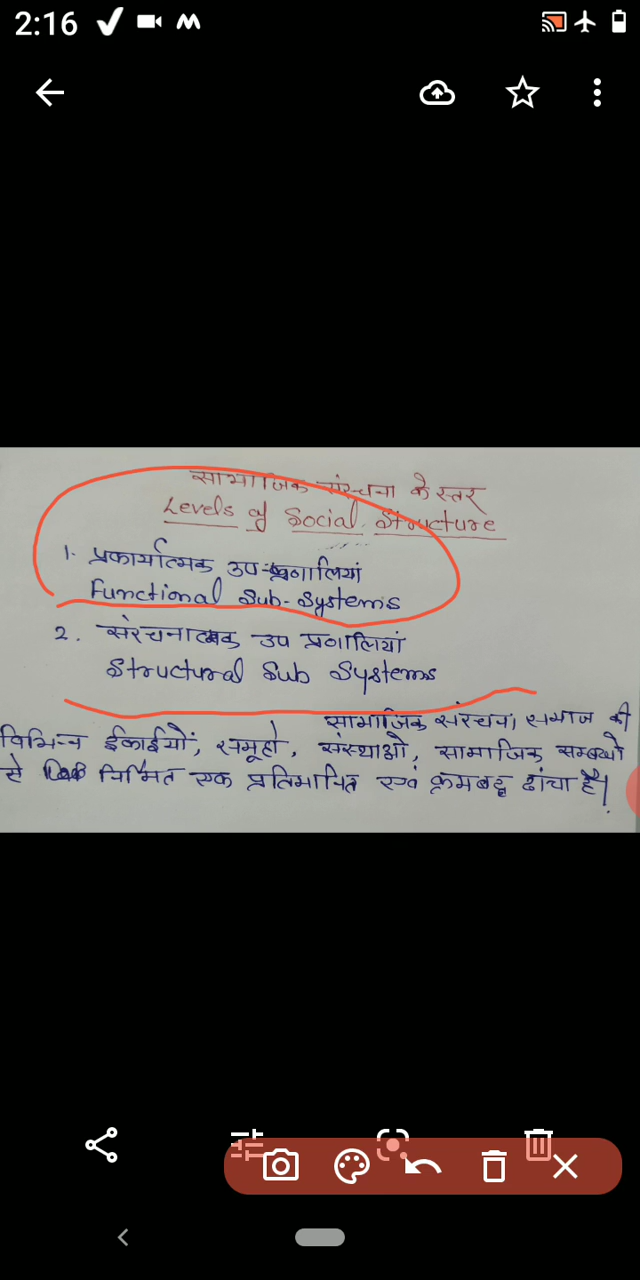 2:16
सामाजिक संरचना के स्तर
Levels of Social Structure
1. प्रकार्यात्मक उप-प्रणालियां
Functional Sub-Systems
2. संरचनात्मक उप प्रणालियां
Structural Sub Systems
सामाजिक संरचना, समाज की
विभिन्न ईकाईयों, समूहो, संस्थाओ, सामाजिक सम्बन्धो
से निर्मित एक प्रतिमानित एवं क्रमबद्ध ढांचा है।